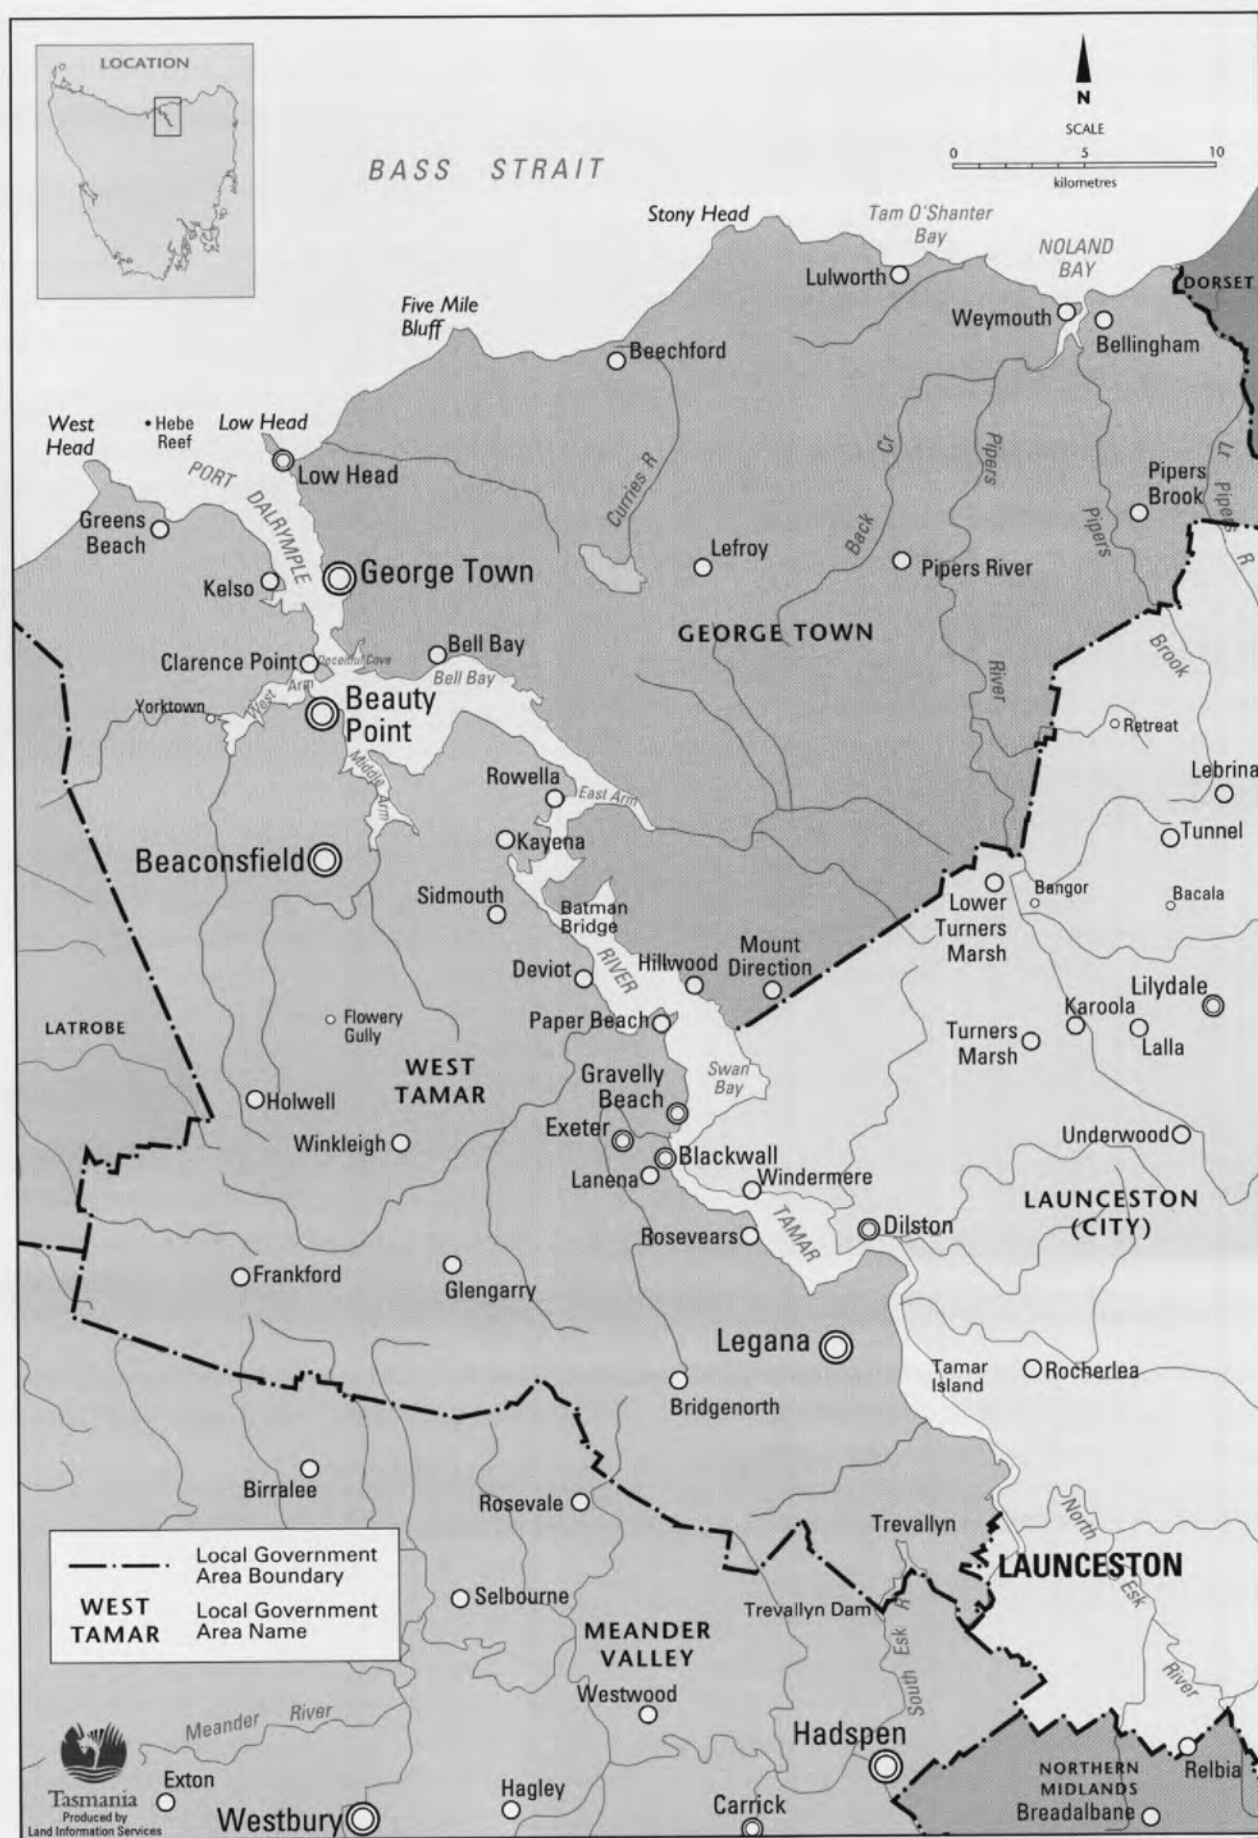 LOCATION
N
SCALE
0 5 10
kilometres
BASS STRAIT
Stony Head
Tam O'Shanter
Bay
NOLAND
BAY
Lulworth
DORSET
Five Mile
Bluff
Weymouth
Bellingham
Beechford
West
Head
• Hebe
Reef
Low Head
Low Head
PORT DALRYMPLE
Curries R
Back Cr
Pipers
River
Pipers
Brook
Lt Pipers R
Pipers
Brook
Greens
Beach
Kelso
George Town
Lefroy
Pipers River
GEORGE TOWN
Clarence Point
Deceitful Cove
Bell Bay
Bell Bay
Yorktown
West Arm
Beauty
Point
Middle Arm
Retreat
Rowella
East Arm
Lebrina
Kayena
Tunnel
Beaconsfield
Sidmouth
Batman
Bridge
Lower
Turners
Marsh
Bangor
Bacala
Deviot
RIVER
Hillwood
Mount
Direction
Lilydale
Karoola
Flowery
Gully
Paper Beach
Turners
Marsh
Lalla
LATROBE
WEST
TAMAR
Swan
Bay
Gravelly
Beach
Holwell
Exeter
Winkleigh
Blackwall
Underwood
Lanena
Windermere
LAUNCESTON
(CITY)
TAMAR
Rosevears
Dilston
Frankford
Glengarry
Legana
Tamar
Island
Rocherlea
Bridgenorth
Birralee
Rosevale
Trevallyn
North Esk River
LAUNCESTON
Local Government
Area Boundary
WEST
TAMAR
Local Government
Area Name
Selbourne
Trevallyn Dam
South Esk R
MEANDER
VALLEY
Westwood
Meander River
Hadspen
NORTHERN
MIDLANDS
Relbia
Breadalbane
Tasmania
Produced by
Land Information Services
Exton
Westbury
Hagley
Carrick